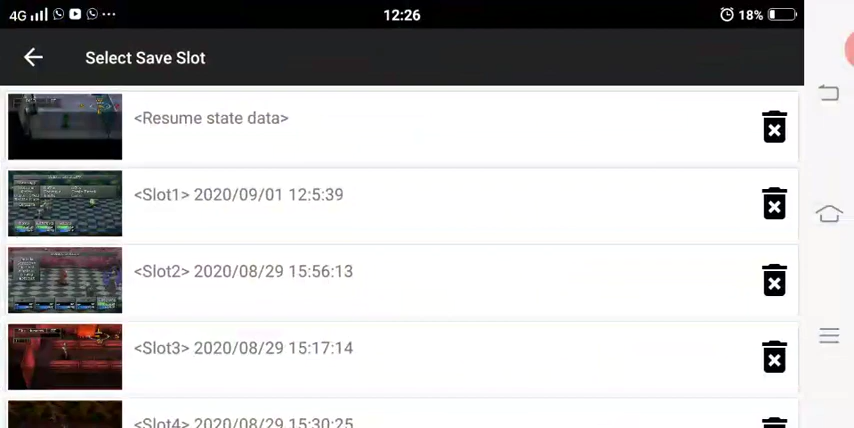 4G 12:26 18%
Select Save Slot
<Resume state data>
<Slot1> 2020/09/01 12:5:39
<Slot2> 2020/08/29 15:56:13
<Slot3> 2020/08/29 15:17:14
<Slot4> 2020/08/29 15:30:25